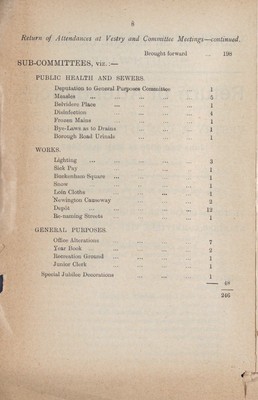 8
Return of Attendances at Vestry and Committee Meetings—continued.
Brought forward ... 198
SUB-COMMITTEES, viz. :—
PUBLIC HEALTH AND SEWERS.
Deputation to General Purposes Committee ... 1
Measles ... ... ... ... ... 5
Belvidere Place ... ... ... ... 1
Disinfection ... ... ... ... 4
Frozen Mains ... ... ... ... 1
Bye-Laws as to Drains ... ... ... 1
Borough Road Urinals ... ... ... 1
WORKS.
Lighting ... ... ... ... ... 3
Sick Pay ... ... ... ... 1
Buckenham Square ... ... ... ... 1
Snow ... ... ... ... 1
Loin Cloths ... ... ... ... 1
Newington Causeway ... ... ... 2
Depôt ... ... ... ... ... 12
Re-naming Streets ... ... ... 1
GENERAL PURPOSES.
Office Alterations ... ... ... 7
Year Book ... ... ... ... 2
Recreation Ground ... ... ... 1
Junior Clerk ... ... ... ... 1
Special Jubilee Decorations ... ... ... 1
48
246